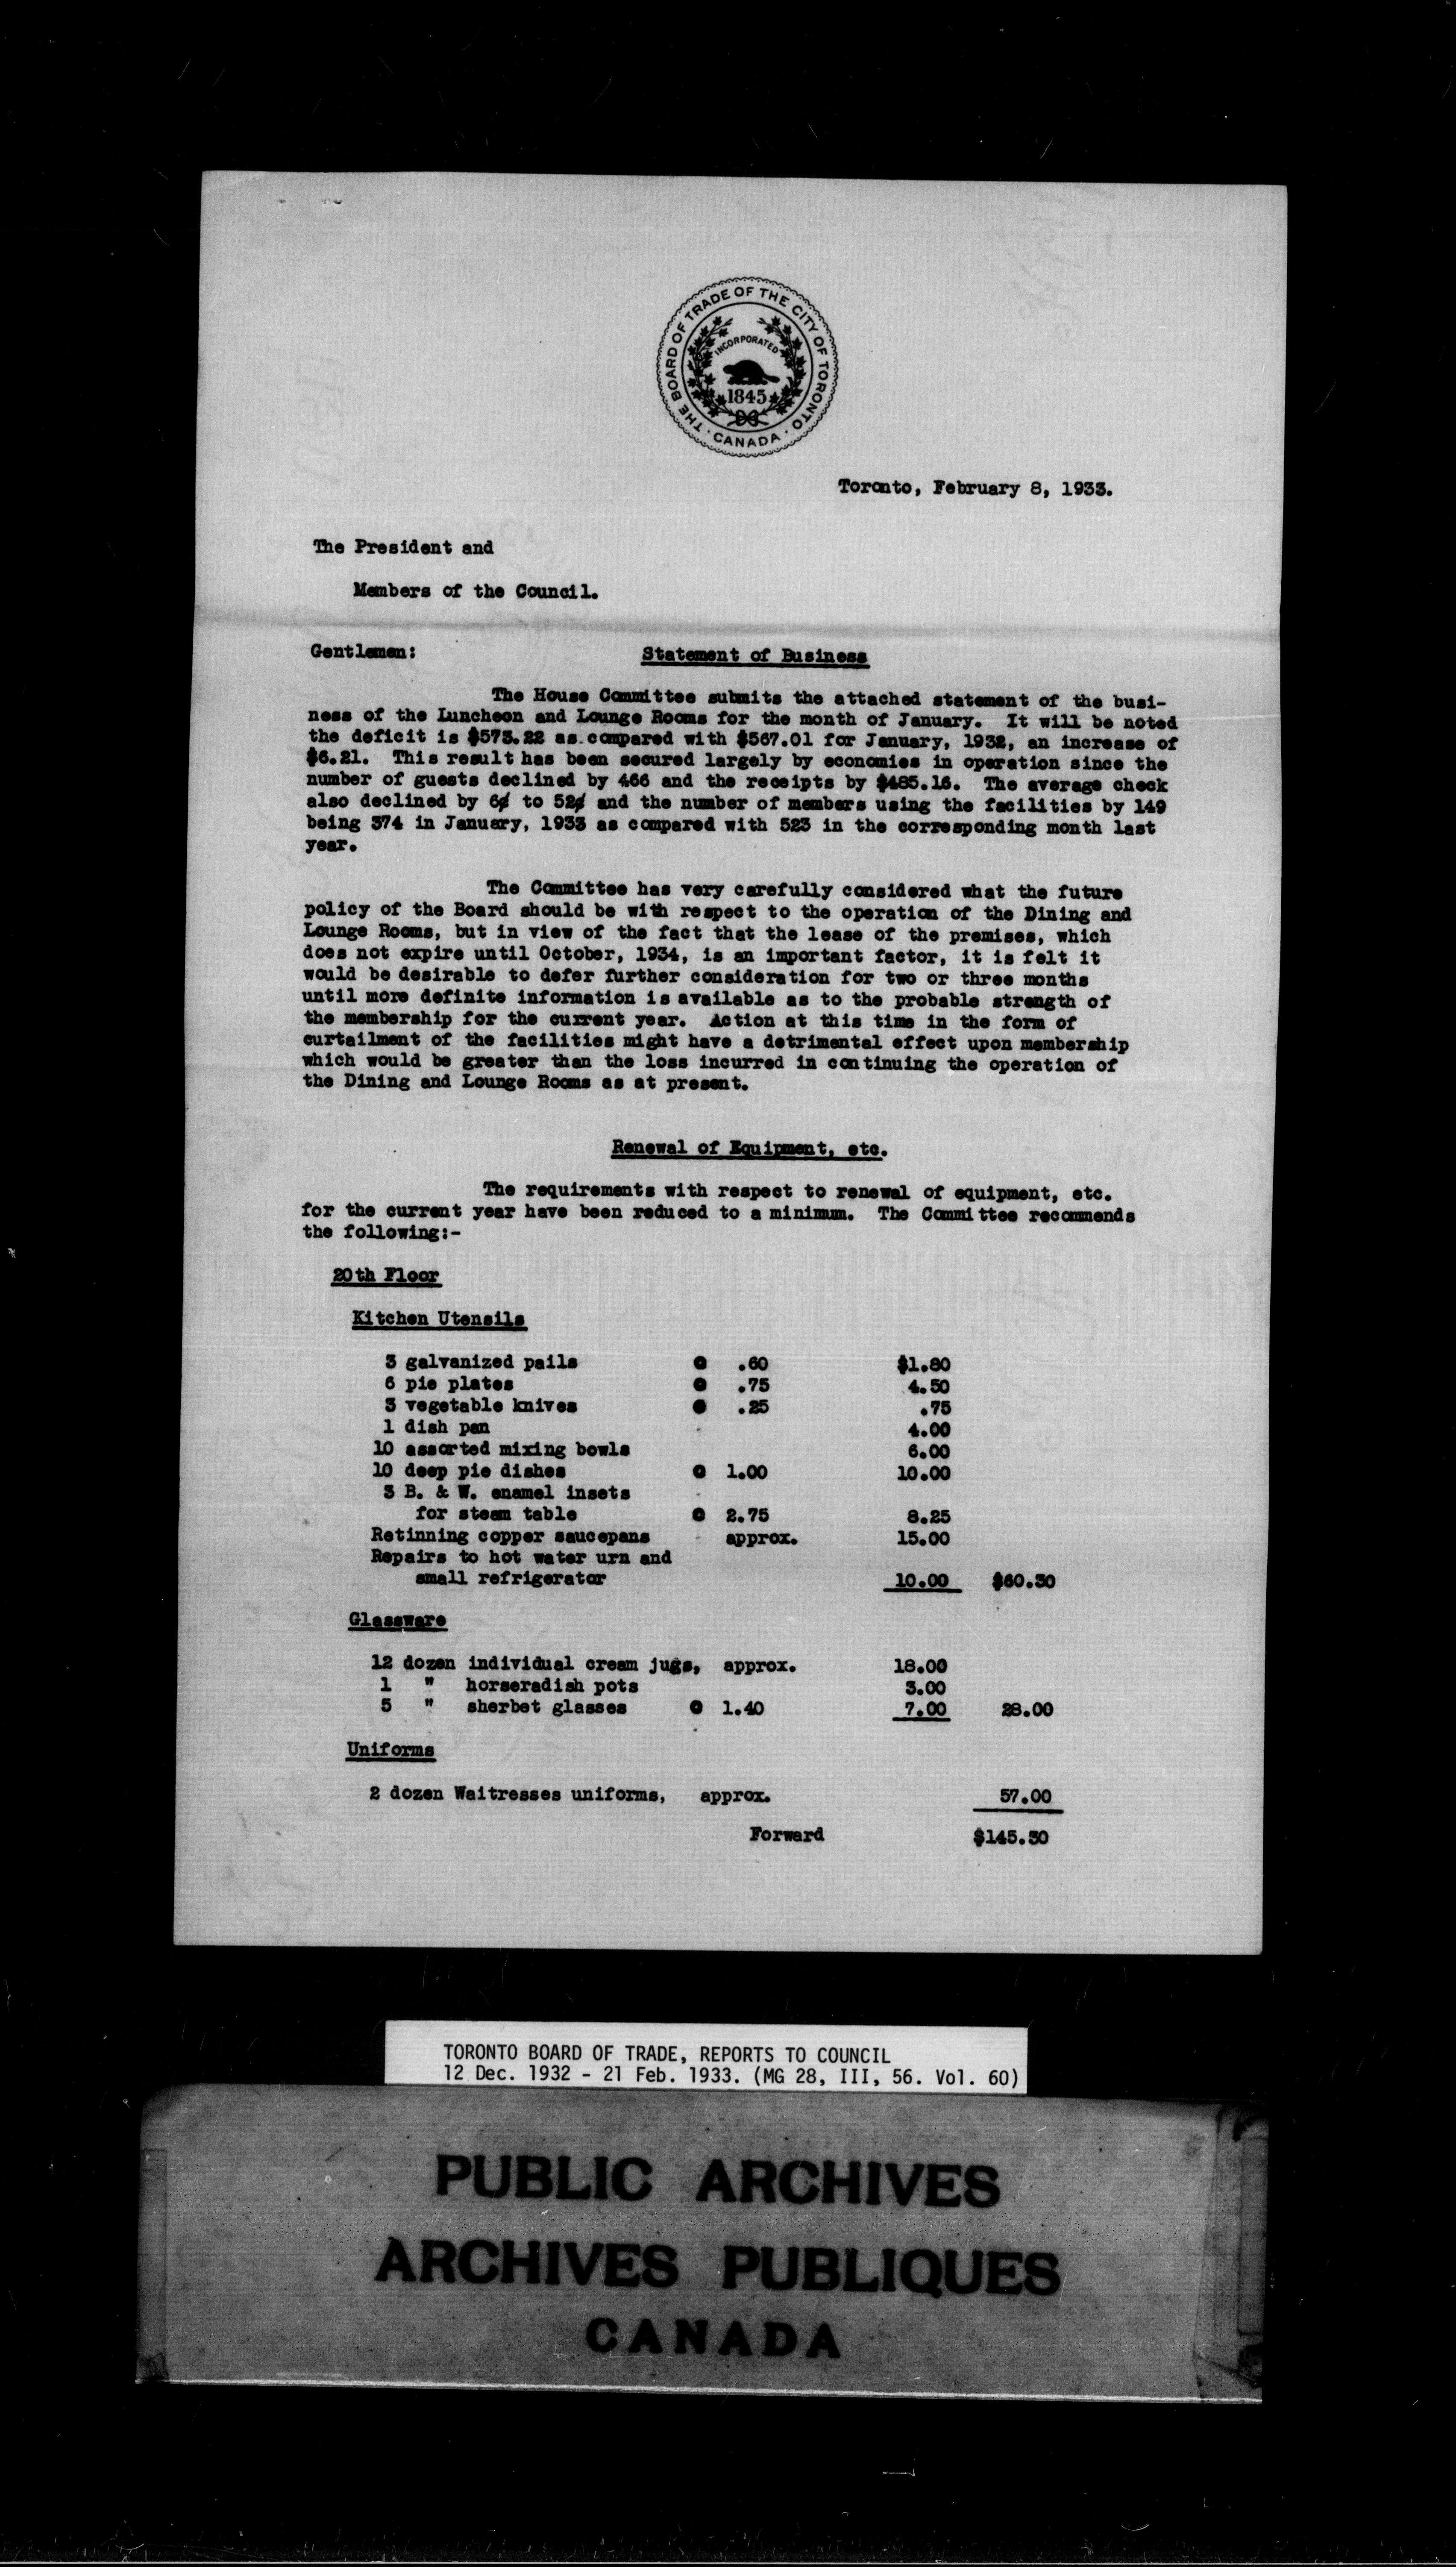 THE BOARD OF TRADE OF THE CITY OF TORONTO
INCORPORATED
1845
· CANADA ·
Toronto, February 8, 1933.
The President and
Members of the Council.
Gentlemen: Statement of Business
The House Committee submits the attached statement of the busi-
ness of the Luncheon and Lounge Rooms for the month of January. It will be noted
the deficit is $573.22 as compared with $567.01 for January, 1932, an increase of
$6.21. This result has been secured largely by economies in operation since the
number of guests declined by 466 and the receipts by $485.16. The average check
also declined by 6¢ to 52¢ and the number of members using the facilities by 149
being 374 in January, 1933 as compared with 523 in the corresponding month last
year.
The Committee has very carefully considered what the future
policy of the Board should be with respect to the operation of the Dining and
Lounge Rooms, but in view of the fact that the lease of the premises, which
does not expire until October, 1934, is an important factor, it is felt it
would be desirable to defer further consideration for two or three months
until more definite information is available as to the probable strength of
the membership for the current year. Action at this time in the form of
curtailment of the facilities might have a detrimental effect upon membership
which would be greater than the loss incurred in continuing the operation of
the Dining and Lounge Rooms as at present.
Renewal of Equipment, etc.
The requirements with respect to renewal of equipment, etc.
for the current year have been reduced to a minimum. The Committee recommends
the following:-
20th Floor
Kitchen Utensils
3 galvanized pails @ .60 $1.80
6 pie plates @ .75 4.50
3 vegetable knives @ .25 .75
1 dish pan 4.00
10 assorted mixing bowls 6.00
10 deep pie dishes @ 1.00 10.00
3 B. & W. enamel insets
for steam table @ 2.75 8.25
Retinning copper saucepans approx. 15.00
Repairs to hot water urn and
small refrigerator 10.00 $60.30
Glassware
12 dozen individual cream jugs, approx. 18.00
1 " horseradish pots 3.00
5 " sherbet glasses @ 1.40 7.00 28.00
Uniforms
2 dozen Waitresses uniforms, approx. 57.00
Forward $145.30
TORONTO BOARD OF TRADE, REPORTS TO COUNCIL
12 Dec. 1932 - 21 Feb. 1933. (MG 28, III, 56. Vol. 60)
PUBLIC ARCHIVES
ARCHIVES PUBLIQUES
CANADA